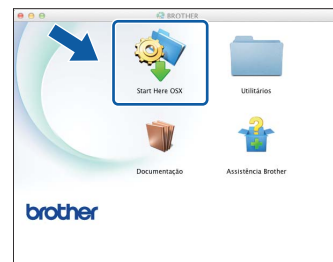 BROTHER
Start Here OSX
Utilitários
Documentação
Assistência Brother
brother